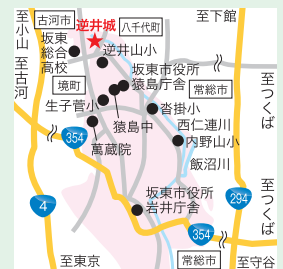 至小山
至古河
古河市
逆井城
八千代町
至下館
坂東
総合
高校
逆井山小
境町
坂東市役所
猿島庁舎
常総市
至つくば
生子菅小
沓掛小
猿島中
西仁連川
354
萬蔵院
内野山小
飯沼川
坂東市役所
岩井庁舎
294
至つくば
4
354
至東京
常総市
至守谷